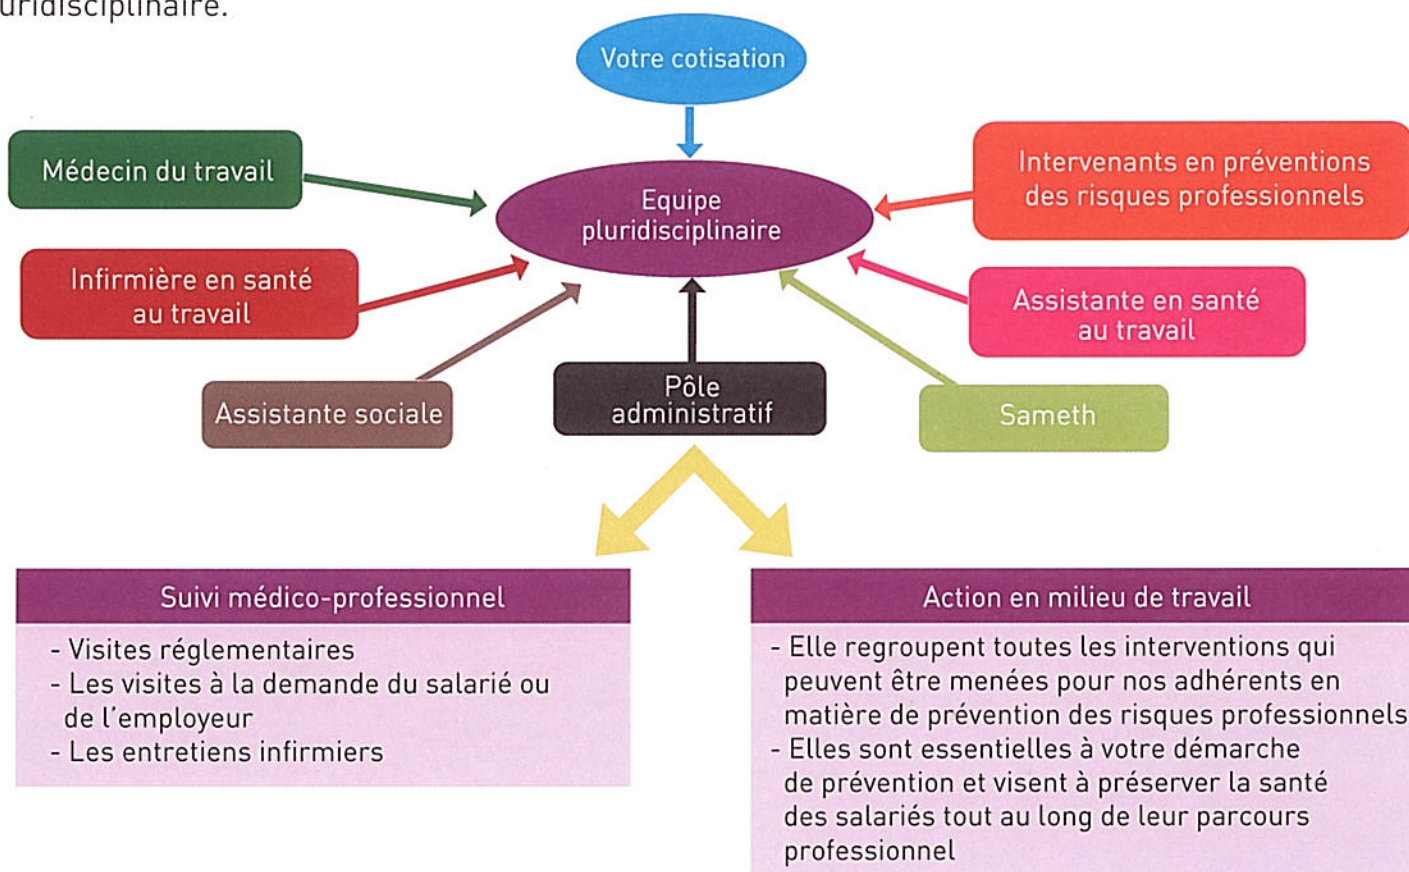 uridisciplinaire.
Votre cotisation
Médecin du travail
Equipe
pluridisciplinaire
Intervenants en préventions
des risques professionnels
Infirmière en santé
au travail
Assistante en santé
au travail
Assistante sociale
Pôle
administratif
Sameth
Suivi médico-professionnel
- Visites réglementaires
- Les visites à la demande du salarié ou
de l'employeur
- Les entretiens infirmiers
Action en milieu de travail
- Elle regroupent toutes les interventions qui
peuvent être menées pour nos adhérents en
matière de prévention des risques professionnels
- Elles sont essentielles à votre démarche
de prévention et visent à préserver la santé
des salariés tout au long de leur parcours
professionnel